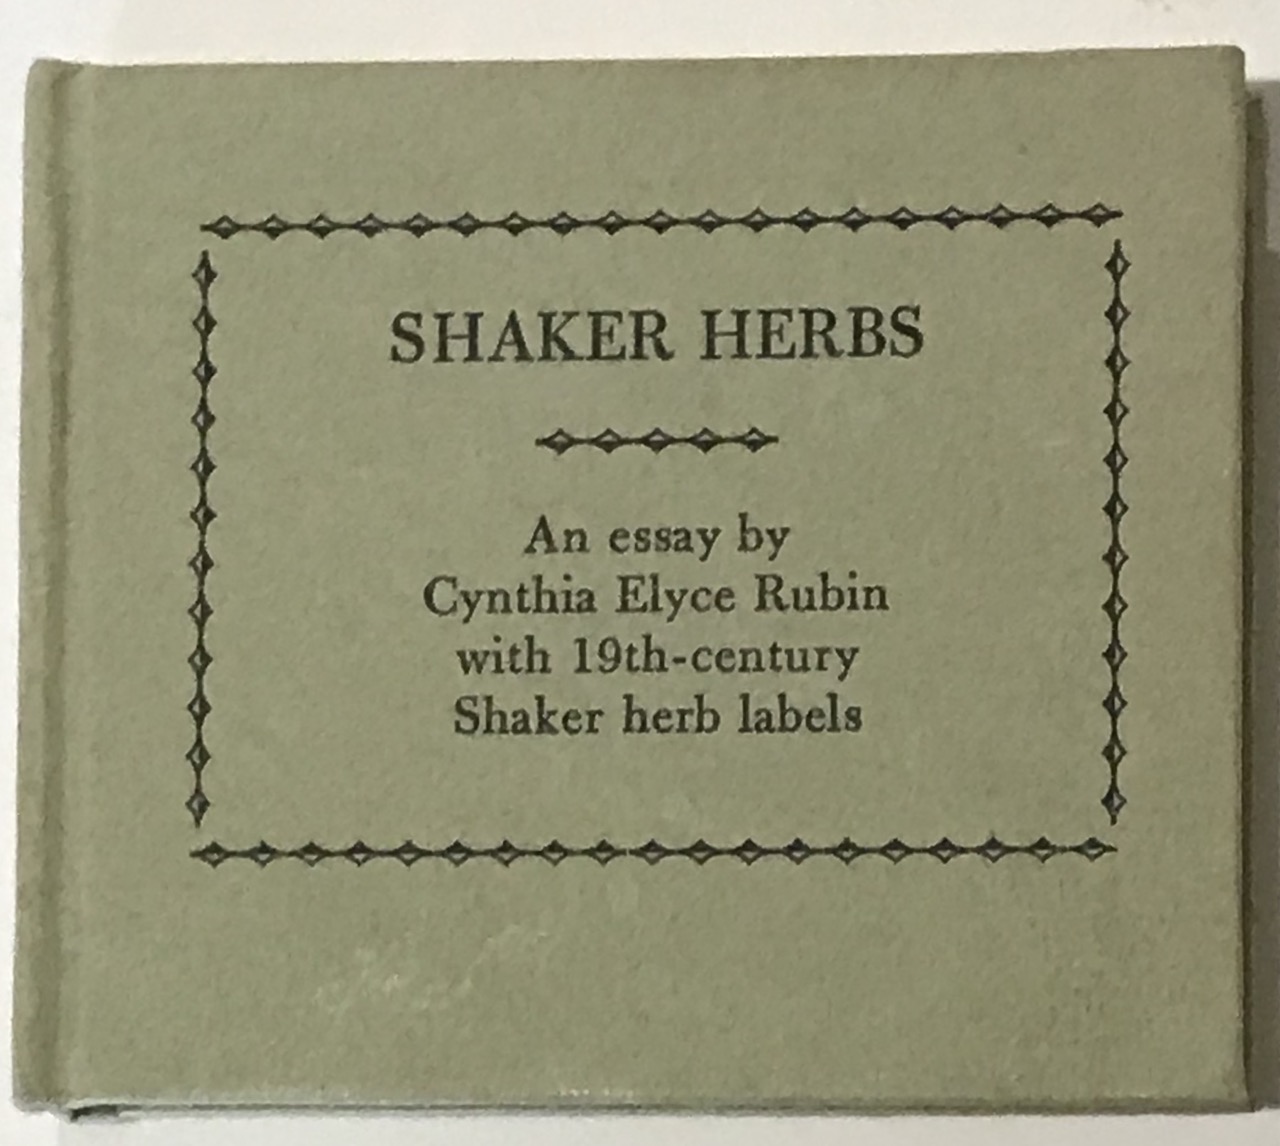 SHAKER HERBS
An essay by
Cynthia Elyce Rubin
with 19th-century
Shaker herb labels